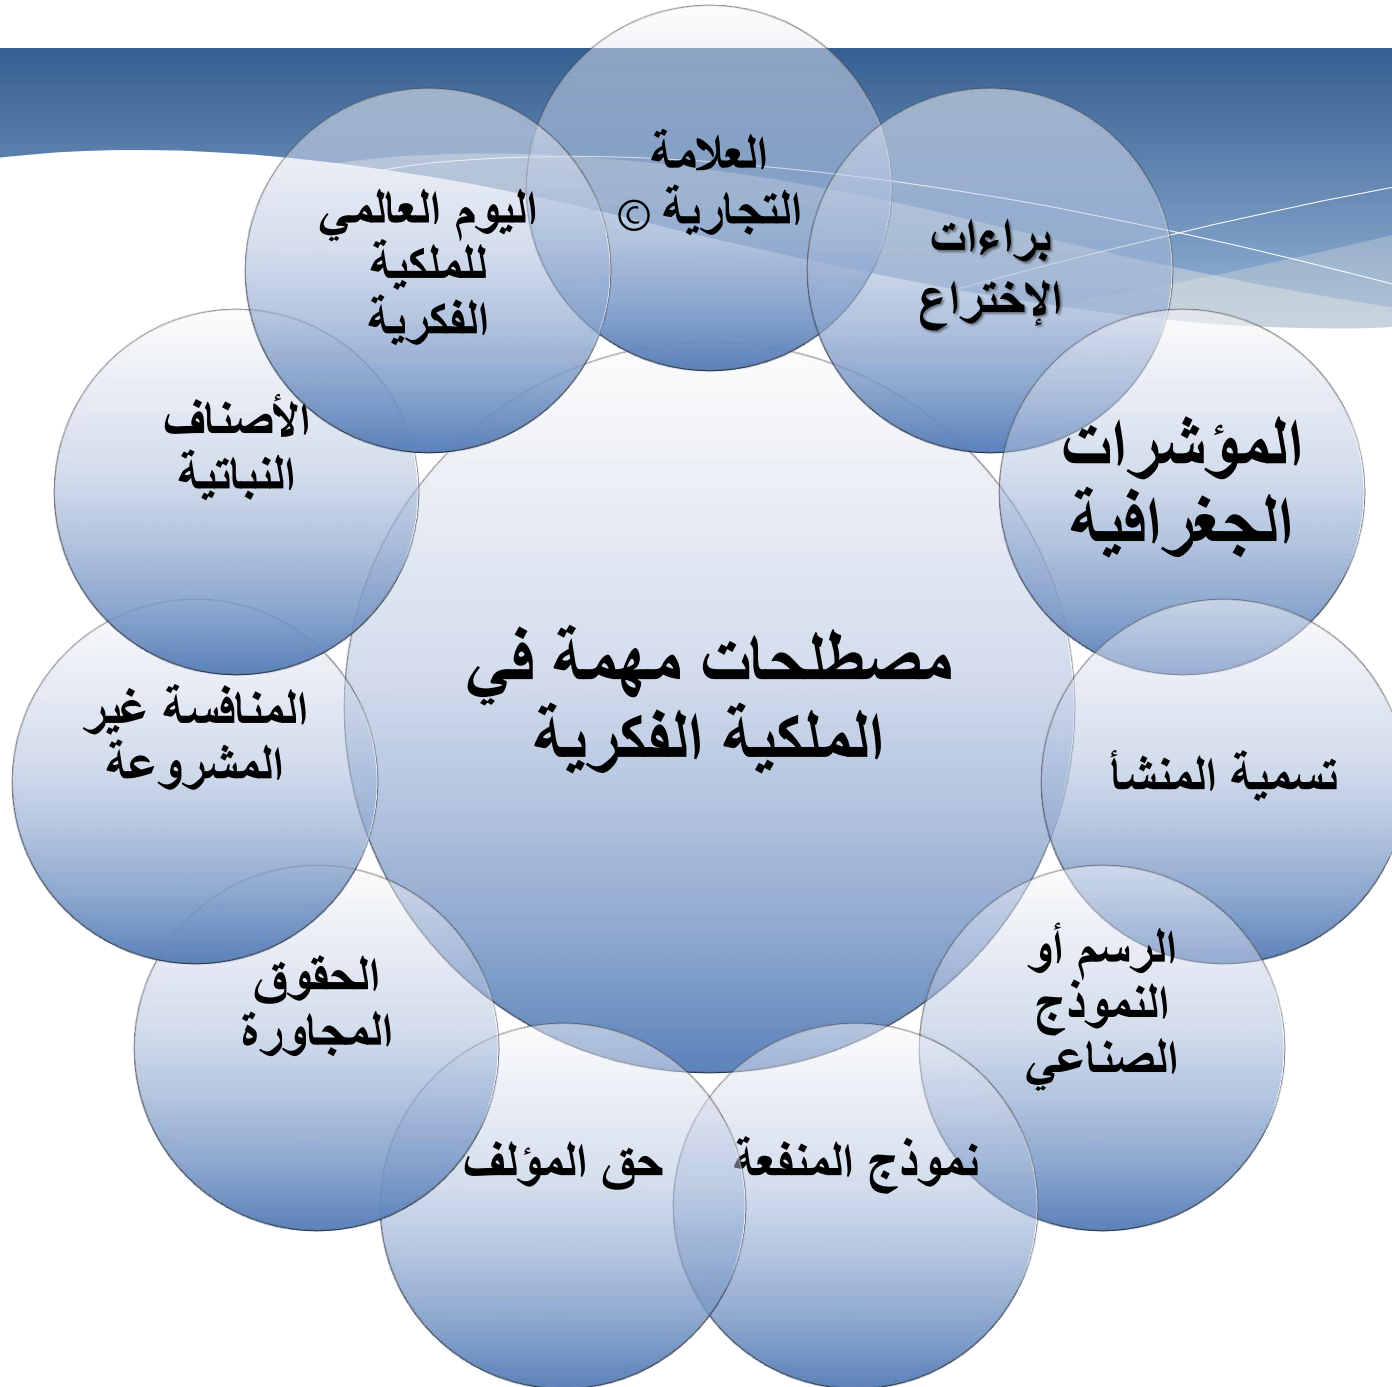 مصطلحات مهمة في
الملكية الفكرية
العلامة
التجارية ©
براءات
الإختراع
المؤشرات
الجغرافية
تسمية المنشأ
الرسم أو
النموذج
الصناعي
نموذج المنفعة
حق المؤلف
الحقوق
المجاورة
المنافسة غير
المشروعة
الأصناف
النباتية
اليوم العالمي
للملكية
الفكرية